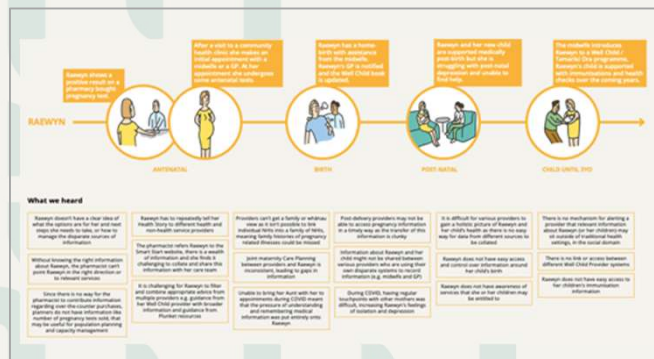 Raewyn shows a
positive result on a
pharmacy bought
pregnancy test.
After a visit to a community
health clinic she makes an
initial appointment with a
midwife or a GP. At her
appointment she undergoes
some antenatal tests.
Raewyn has a home-
birth with assistance
from the midwife.
Raewyn's GP is notified
and the Well Child book
is updated.
Raewyn and her new child
are supported medically
post-birth but she is
struggling with post-natal
depression and unable to
find help.
The midwife introduces
Raewyn to a Well Child /
Tamariki Ora programme,
Raewyn's child is supported
with immunisations and health
checks over the coming years.
RAEWYN
ANTENATAL
BIRTH
POST-NATAL
CHILD UNTIL 3YO
What we heard
Raewyn doesn't have a clear idea of
what the options are for her and next
steps she needs to take, or how to
manage the disparate sources of
information
Without knowing the right information
about Raewyn, the pharmacist can't
point Raewyn in the right direction or
to relevant services
Since there is no way for the
pharmacist to contribute information
regarding over the counter purchases,
planners do not have information like
number of pregnancy tests sold, that
may be useful for population planning
and capacity management
Raewyn has to repeatedly tell her
Health Story to different health and
non-health service providers
The pharmacist refers Raewyn to the
Smart Start website, there is a wealth
of information and she finds it
challenging to collate and share this
information with her care team
It is challenging for Raewyn to filter
and combine appropriate advice from
multiple providers e.g. guidance from
her Well Child provider with broader
information and guidance from
Plunket resources
Providers can't get a family or whānau
view as it isn't possible to link
individual NHIs into a family of NHIs,
meaning family histories of pregnancy
related illnesses could be missed
Joint maternity Care Planning
between providers and Raewyn is
inconsistent, leading to gaps in
information
Unable to bring her Aunt with her to
appointments during COVID meant
that the pressure of understanding
and remembering medical
information was put entirely onto
Raewyn
Post-delivery providers may not be
able to access pregnancy information
in a timely way as the transfer of this
information is clunky
Information about Raewyn and her
child might not be shared between
various providers who are using their
own disparate systems to record
information (e.g. midwifes and GPs)
During COVID, having regular
touchpoints with other mothers was
difficult, increasing Raewyn's feelings
of isolation and depression
It is difficult for various providers to
gain a holistic picture of Raewyn and
her child's health as there is no easy
way for data from different sources to
be collated
Raewyn does not have easy access
and control over information around
her child's birth
Raewyn does not have awareness of
services that she or her children may
be entitled to
There is no mechanism for alerting a
provider that relevant information
about Raewyn (or her children) may
sit outside of traditional health
settings, in the social domain
There is no link or access between
different Well Child Provider systems
Raewyn does not have easy access to
her children's immunisation
information